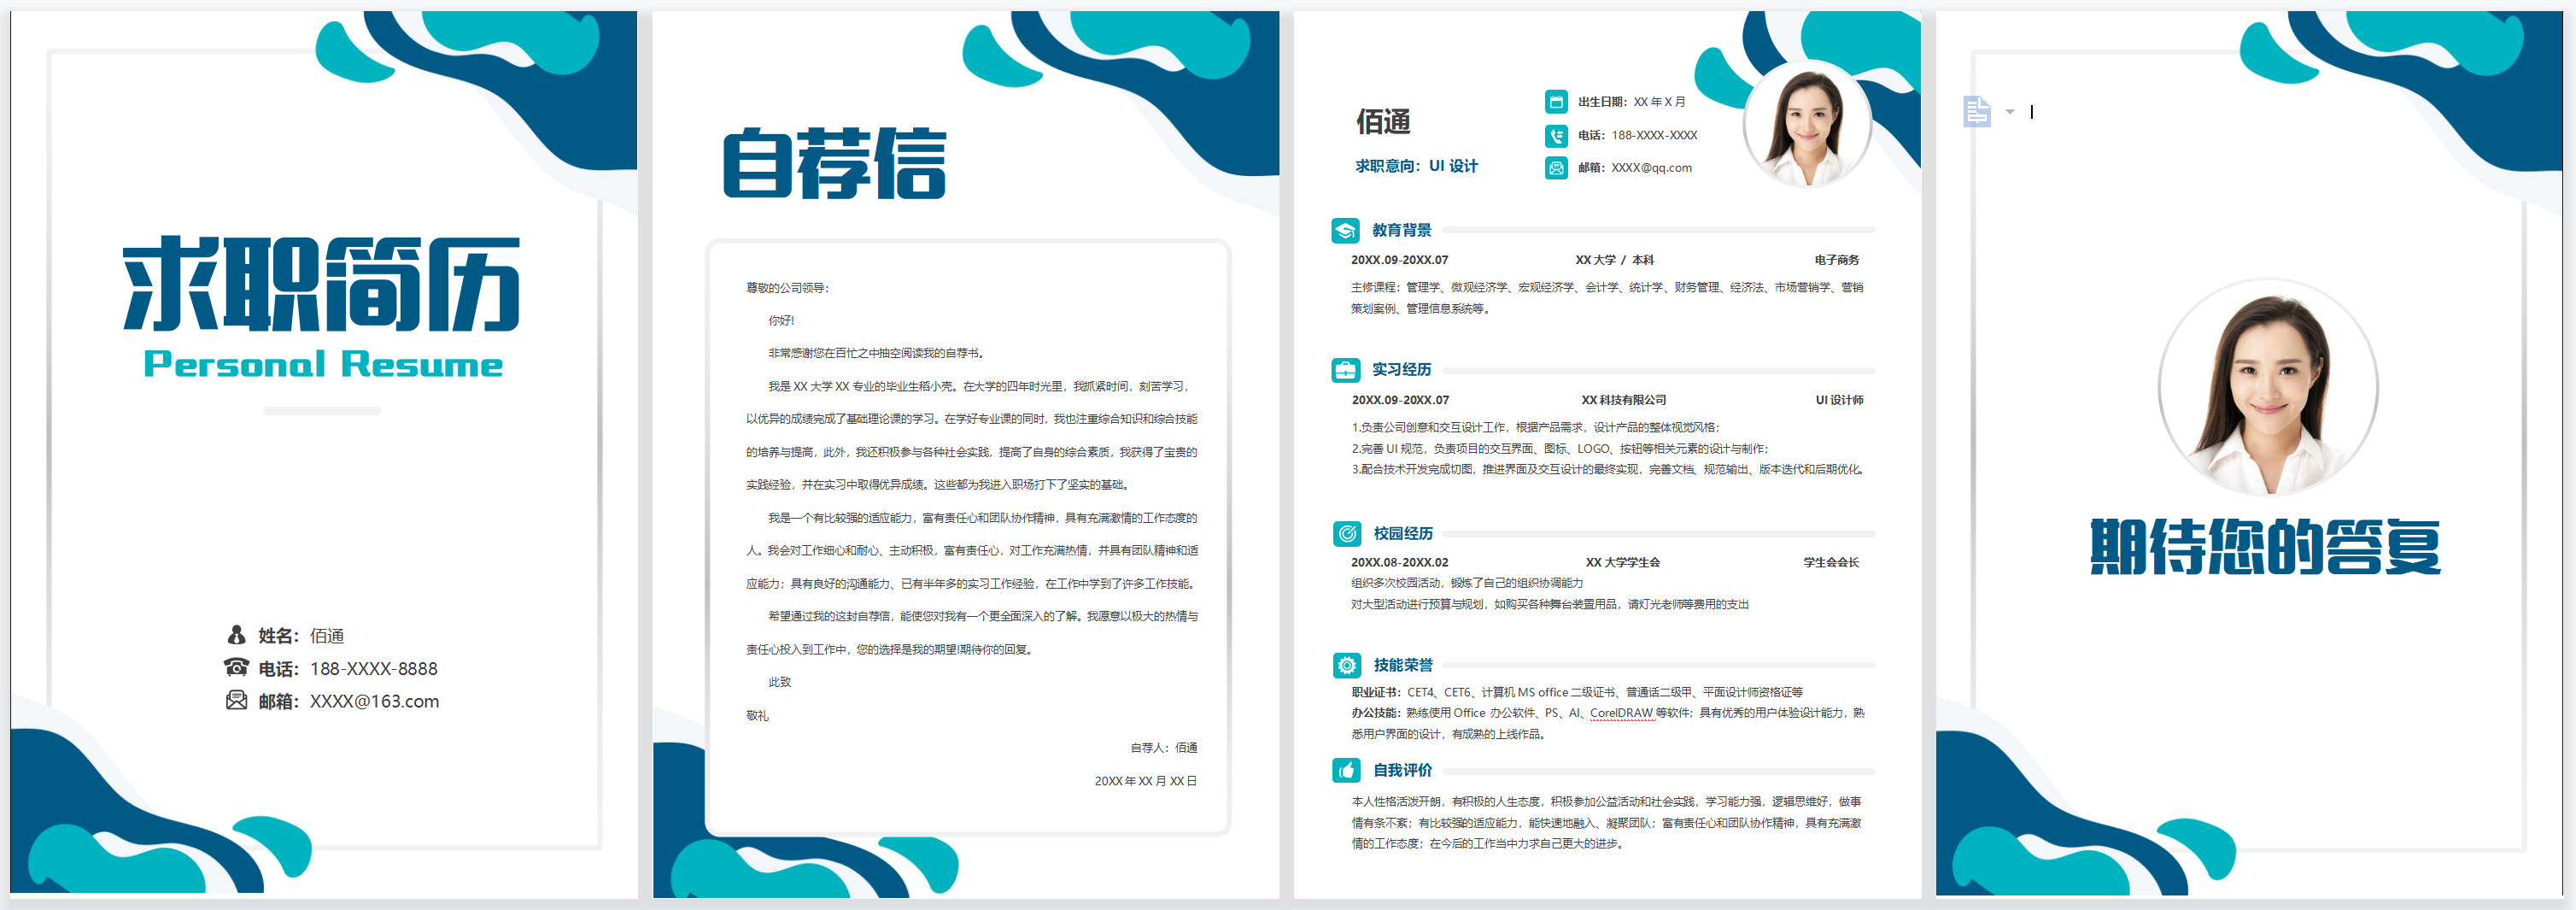 求职简历
Personal Resume
姓名：佰通
电话：188-XXXX-8888
邮箱：XXXX@163.com
自荐信
尊敬的公司领导：
你好!
非常感谢您在百忙之中抽空阅读我的自荐书。
我是 XX 大学 XX 专业的毕业生稻小壳。在大学的四年时光里，我抓紧时间，刻苦学习，
以优异的成绩完成了基础理论课的学习。在学好专业课的同时，我也注重综合知识和综合技能
的培养与提高，此外，我还积极参与各种社会实践，提高了自身的综合素质，我获得了宝贵的
实践经验，并在实习中取得优异成绩。这些都为我进入职场打下了坚实的基础。
我是一个有比较强的适应能力，富有责任心和团队协作精神，具有充满激情的工作态度的
人。我会对工作细心和耐心、主动积极，富有责任心，对工作充满热情，并具有团队精神和适
应能力；具有良好的沟通能力、已有半年多的实习工作经验，在工作中学到了许多工作技能。
希望通过我的这封自荐信，能使您对我有一个更全面深入的了解。我愿意以极大的热情与
责任心投入到工作中，您的选择是我的期望!期待你的回复。
此致
敬礼
自荐人：佰通
20XX 年 XX 月 XX 日
佰通
求职意向：UI 设计
出生日期：XX 年 X 月
电话：188-XXXX-XXXX
邮箱：XXXX@qq.com
教育背景
20XX.09-20XX.07 XX 大学 / 本科 电子商务
主修课程：管理学、微观经济学、宏观经济学、会计学、统计学、财务管理、经济法、市场营销学、营销
策划案例、管理信息系统等。
实习经历
20XX.09-20XX.07 XX 科技有限公司 UI 设计师
1.负责公司创意和交互设计工作，根据产品需求，设计产品的整体视觉风格；
2.完善 UI 规范，负责项目的交互界面、图标、LOGO、按钮等相关元素的设计与制作；
3.配合技术开发完成切图，推进界面及交互设计的最终实现，完善文档、规范输出、版本迭代和后期优化。
校园经历
20XX.08-20XX.02 XX 大学学生会 学生会会长
组织多次校园活动，锻炼了自己的组织协调能力
对大型活动进行预算与规划，如购买各种舞台装置用品，请灯光老师等费用的支出
技能荣誉
职业证书：CET4、CET6、计算机 MS office 二级证书、普通话二级甲、平面设计师资格证等
办公技能：熟练使用 Office 办公软件、PS、AI、CorelDRAW 等软件；具有优秀的用户体验设计能力，熟
悉用户界面的设计，有成熟的上线作品。
自我评价
本人性格活泼开朗，有积极的人生态度，积极参加公益活动和社会实践，学习能力强，逻辑思维好，做事
情有条不紊；有比较强的适应能力，能快速地融入、凝聚团队；富有责任心和团队协作精神，具有充满激
情的工作态度；在今后的工作当中力求自己更大的进步。
期待您的答复